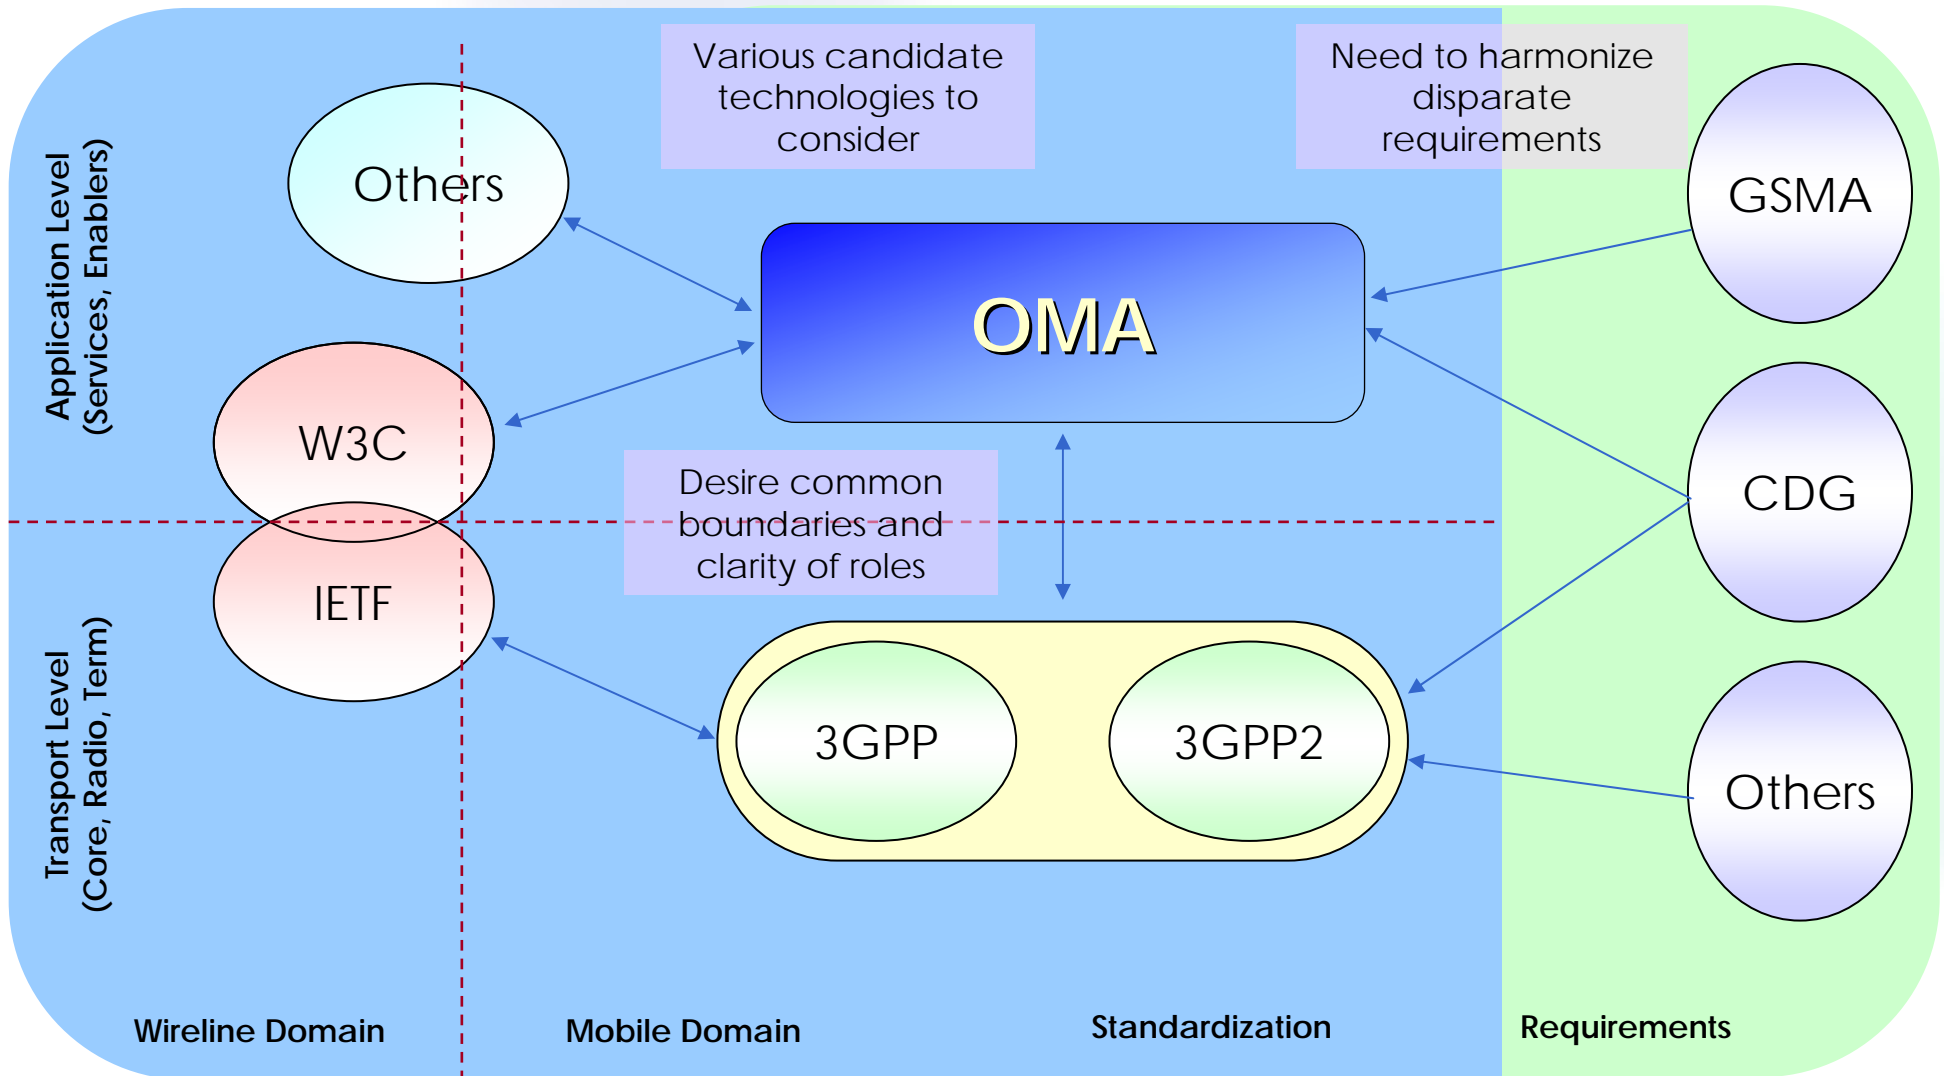 Various candidate
technologies to
consider
Need to harmonize
disparate
requirements
Application Level
(Services, Enablers)
Others
GSMA
OMA
W3C
Desire common
boundaries and
clarity of roles
CDG
IETF
Transport Level
(Core, Radio, Term)
3GPP
3GPP2
Others
Wireline Domain
Mobile Domain
Standardization
Requirements